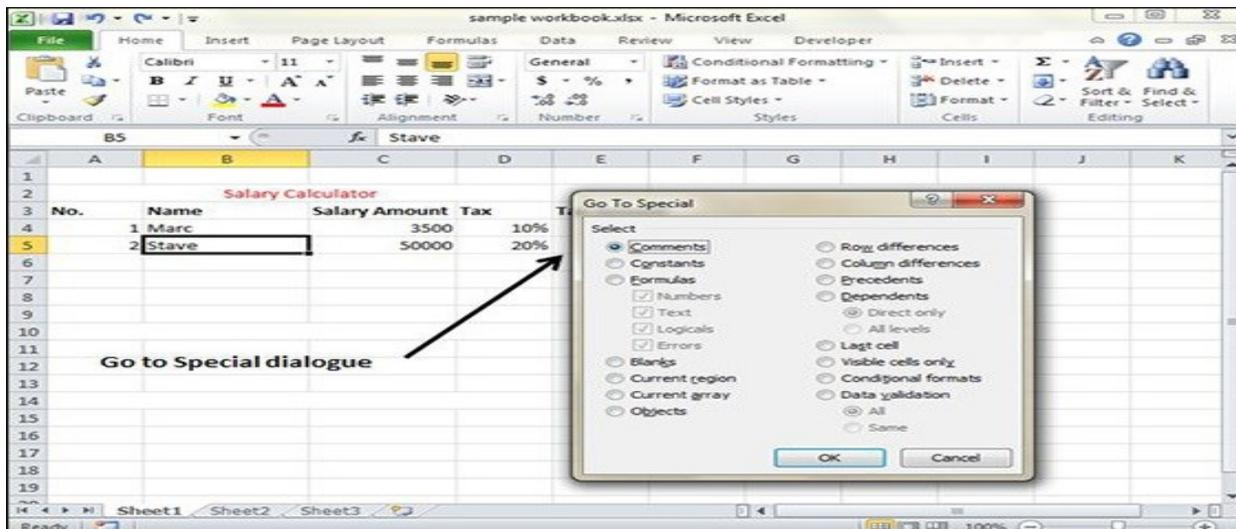 sample workbook.xlsx - Microsoft Excel
File Home Insert Page Layout Formulas Data Review View Developer
Calibri 11 General Conditional Formatting Insert Σ
Paste B I U A A $ % , Format as Table Delete Sort & Filter Find & Select
Cell Styles Format
Clipboard Font Alignment Number Styles Cells Editing
B5 fx Stave
A B C D E F G H I J K
1
2 Salary Calculator
3 No. Name Salary Amount Tax
4 1 Marc 3500 10%
5 2 Stave 50000 20%
6
7
8
9
10
11
12 Go to Special dialogue
13
14
15
16
17
18
19
Go To Special
Select
Comments Row differences
Constants Column differences
Formulas Precedents
Numbers Dependents
Text Direct only
Logicals All levels
Errors Last cell
Blanks Visible cells only
Current region Conditional formats
Current array Data validation
Objects All
Same
OK Cancel
Sheet1 Sheet2 Sheet3
Ready 100%